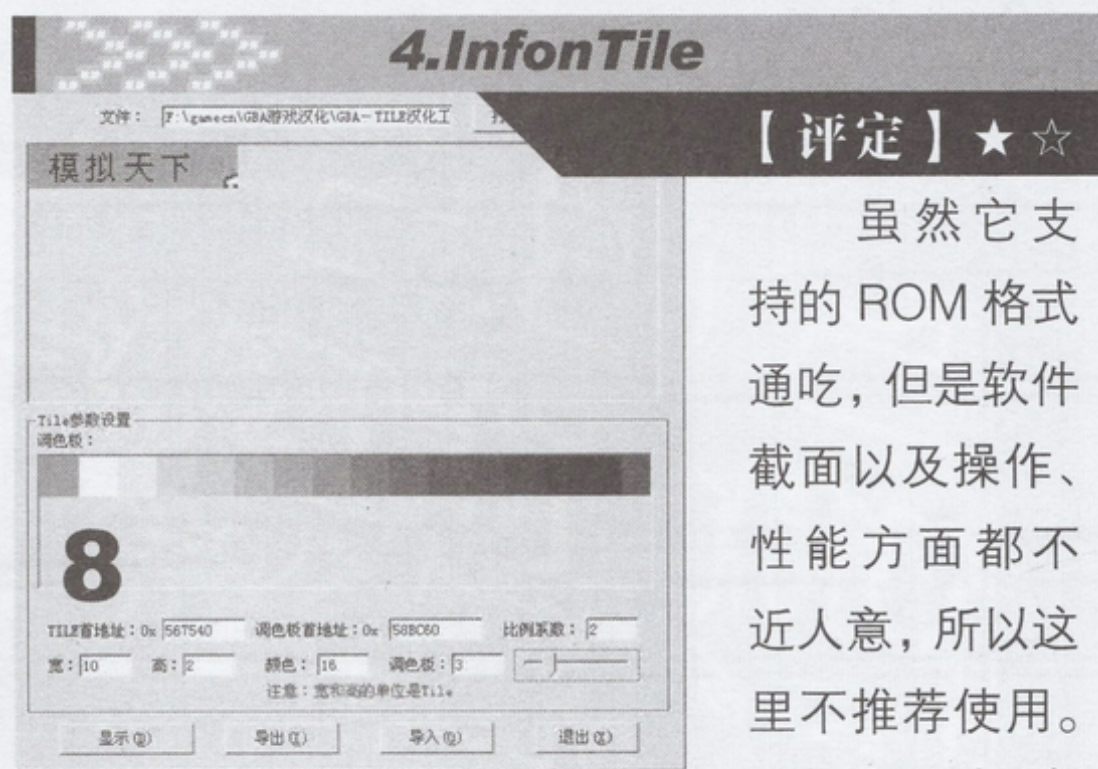 4.InfonTile
文件： F:\gamecn\GBA游戏汉化\GBA-TILE汉化工
【评定】★☆
模拟天下
虽然它支
持的 ROM 格式
通吃，但是软件
截面以及操作、
性能方面都不
近人意，所以这
里不推荐使用。
Tile参数设置
调色板：
8
TILE首地址：0x 567540 调色板首地址：0x 58BC60 比例系数： 2
宽： 10 高： 2 颜色： 16 调色板： 3
注意：宽和高的单位是Tile
显示 导出 导入 退出